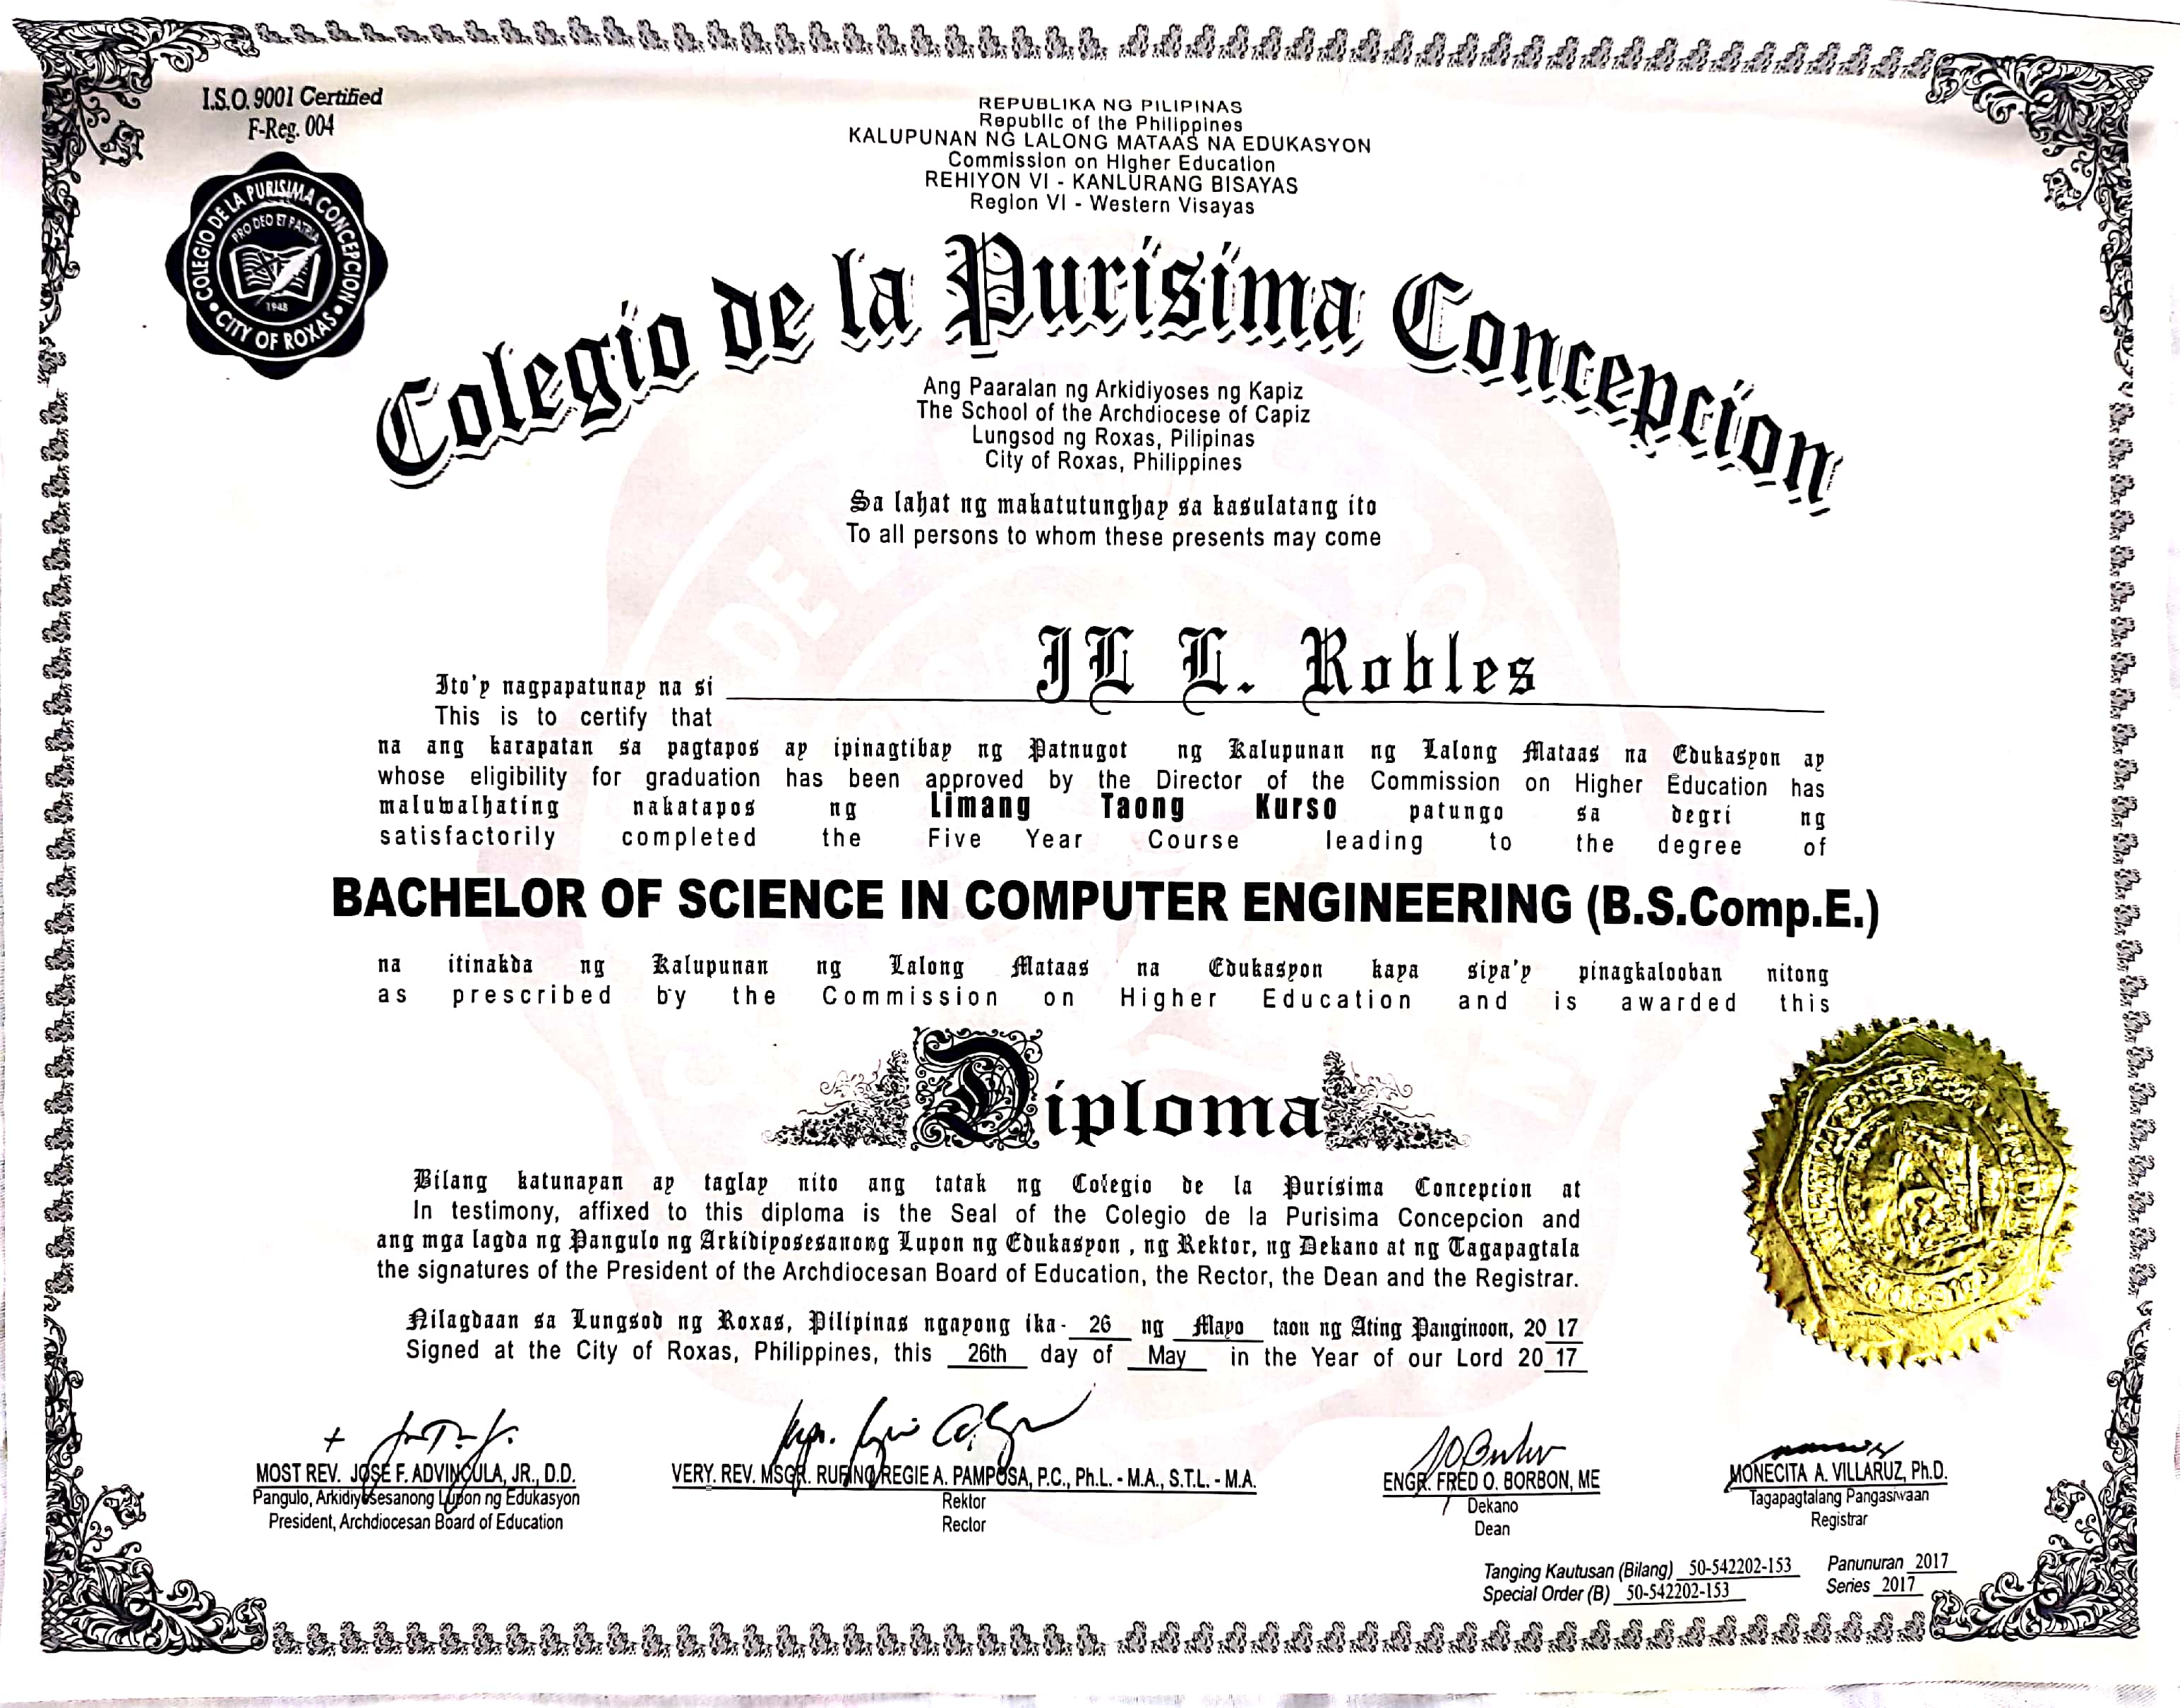 I.S.O. 9001 Certified
F-Reg. 004
COLEGIO DE LA PURISIMA CONCEPCION
PRO DEO ET PATRIA
1948
• CITY OF ROXAS •
REPUBLIKA NG PILIPINAS
Republic of the Philippines
KALUPUNAN NG LALONG MATAAS NA EDUKASYON
Commission on Higher Education
REHIYON VI - KANLURANG BISAYAS
Region VI - Western Visayas
Colegio de la Purisima Concepcion
Ang Paaralan ng Arkidiyoses ng Kapiz
The School of the Archdiocese of Capiz
Lungsod ng Roxas, Pilipinas
City of Roxas, Philippines
Sa lahat ng makatutunghay sa kasulatang ito
To all persons to whom these presents may come
Ito'y nagpapatunay na si JL L. Robles
This is to certify that
na ang karapatan sa pagtapos ay ipinagtibay ng Patnugot ng Kalupunan ng Lalong Mataas na Edukasyon ay
whose eligibility for graduation has been approved by the Director of the Commission on Higher Education has
maluwalhating nakatapos ng Limang Taong Kurso patungo sa degri ng
satisfactorily completed the Five Year Course leading to the degree of
BACHELOR OF SCIENCE IN COMPUTER ENGINEERING (B.S.Comp.E.)
na itinakda ng Kalupunan ng Lalong Mataas na Edukasyon kaya siya'y pinagkalooban nitong
as prescribed by the Commission on Higher Education and is awarded this
Diploma
Bilang katunayan ay taglay nito ang tatak ng Colegio de la Purisima Concepcion at
In testimony, affixed to this diploma is the Seal of the Colegio de la Purisima Concepcion and
ang mga lagda ng Pangulo ng Arkidiyosesanong Lupon ng Edukasyon , ng Rektor, ng Dekano at ng Tagapagtala
the signatures of the President of the Archdiocesan Board of Education, the Rector, the Dean and the Registrar.
Nilagdaan sa Lungsod ng Roxas, Pilipinas ngayong ika- 26 ng Mayo taon ng Ating Panginoon, 20 17
Signed at the City of Roxas, Philippines, this 26th day of May in the Year of our Lord 20 17
MOST REV. JOSE F. ADVINCULA, JR., D.D.
Pangulo, Arkidiyosesanong Lupon ng Edukasyon
President, Archdiocesan Board of Education
VERY. REV. MSGR. RUFINO REGIE A. PAMPOSA, P.C., Ph.L. - M.A., S.T.L. - M.A.
Rektor
Rector
ENGR. FRED O. BORBON, ME
Dekano
Dean
MONECITA A. VILLARUZ, Ph.D.
Tagapagtalang Pangasiwaan
Registrar
Tanging Kautusan (Bilang) 50-542202-153 Panunuran 2017
Special Order (B) 50-542202-153 Series 2017